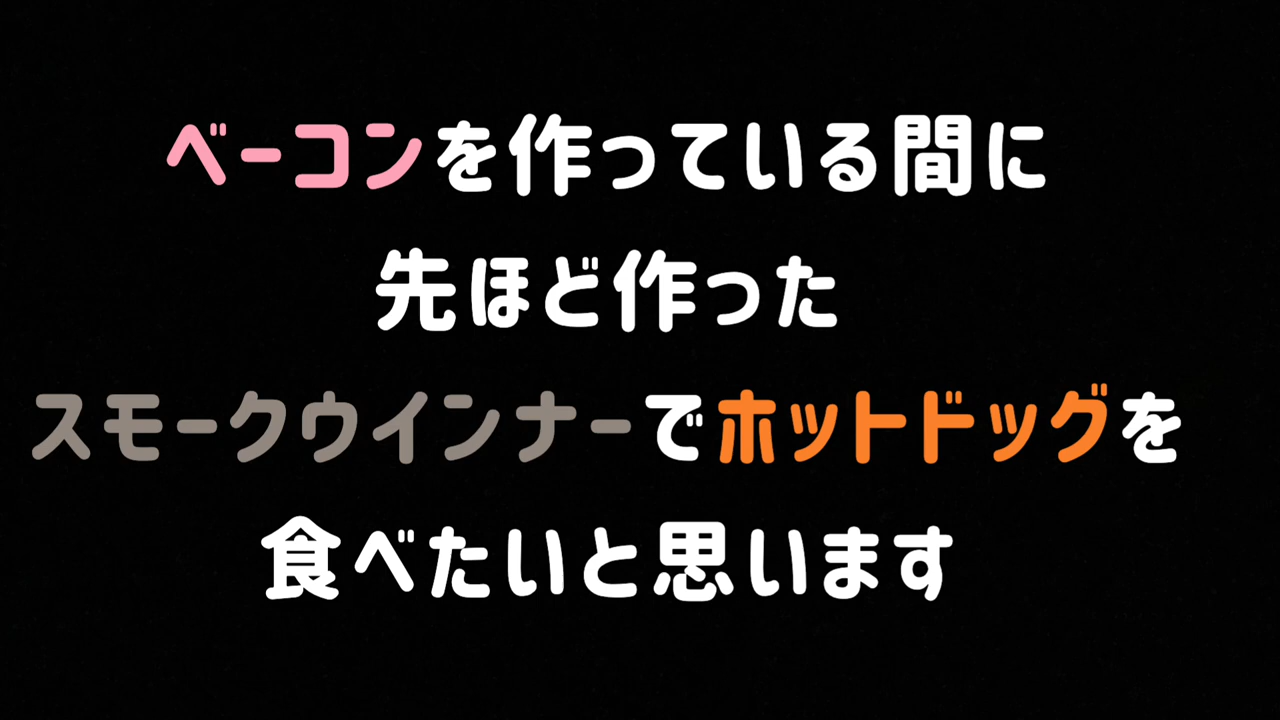 ベーコンを作っている間に
先ほど作った
スモークウインナーでホットドッグを
食べたいと思います